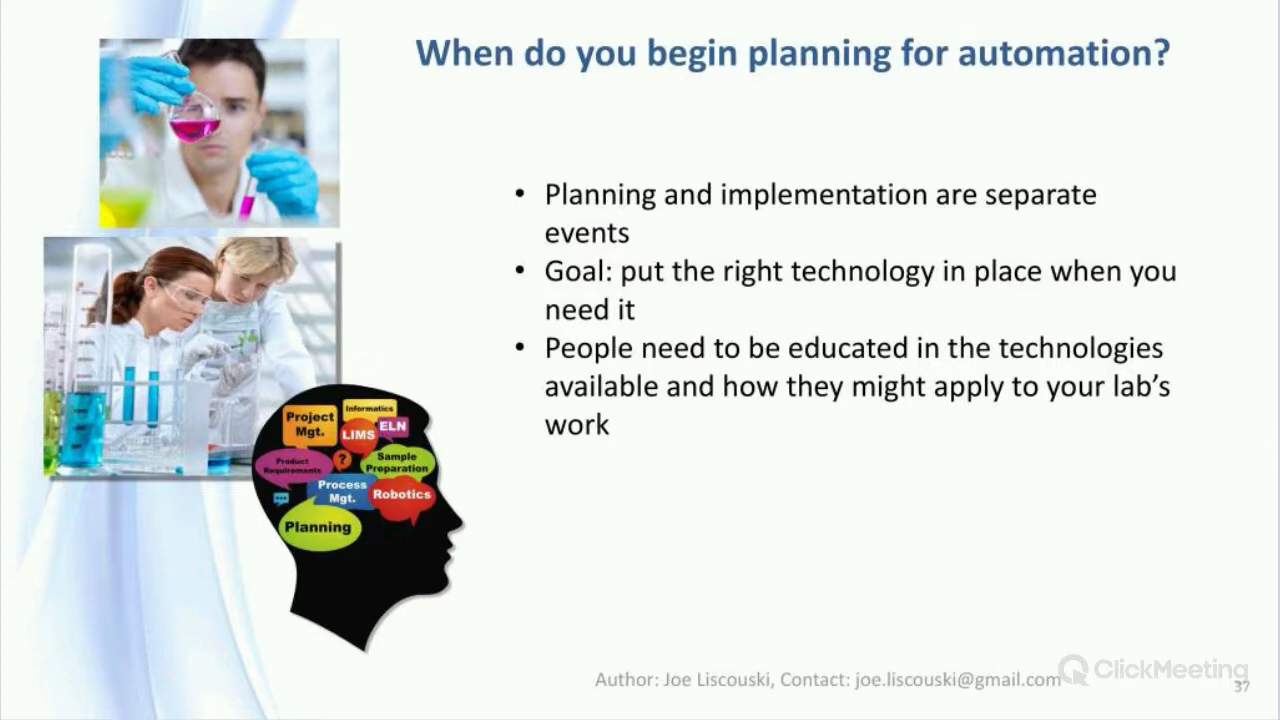 When do you begin planning for automation?
• Planning and implementation are separate
events
• Goal: put the right technology in place when you
need it
• People need to be educated in the technologies
available and how they might apply to your lab's
work
Project
Mgt.
Informatics
LIMS
ELN
Product
Requirements
?
Sample
Preparation
Process
Mgt.
Robotics
Planning
Author: Joe Liscouski, Contact: joe.liscouski@gmail.com
ClickMeeting
37